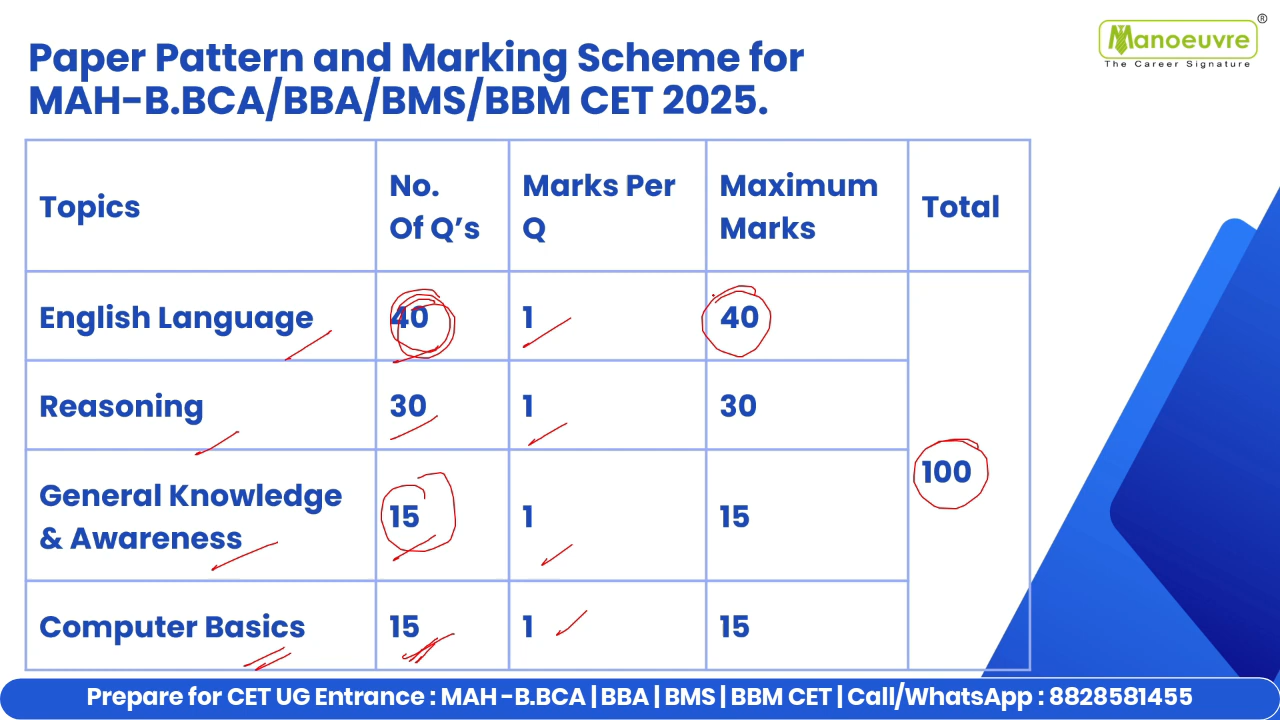 Manoeuvre ®
The Career Signature
Paper Pattern and Marking Scheme for
MAH-B.BCA/BBA/BMS/BBM CET 2025.
Topics
No.
Of Q's
Marks Per
Q
Maximum
Marks
Total
English Language
40
1
40
Reasoning
30
1
30
General Knowledge
& Awareness
15
1
15
Computer Basics
15
1
15
100
Prepare for CET UG Entrance : MAH -B.BCA | BBA | BMS | BBM CET | Call/WhatsApp : 8828581455